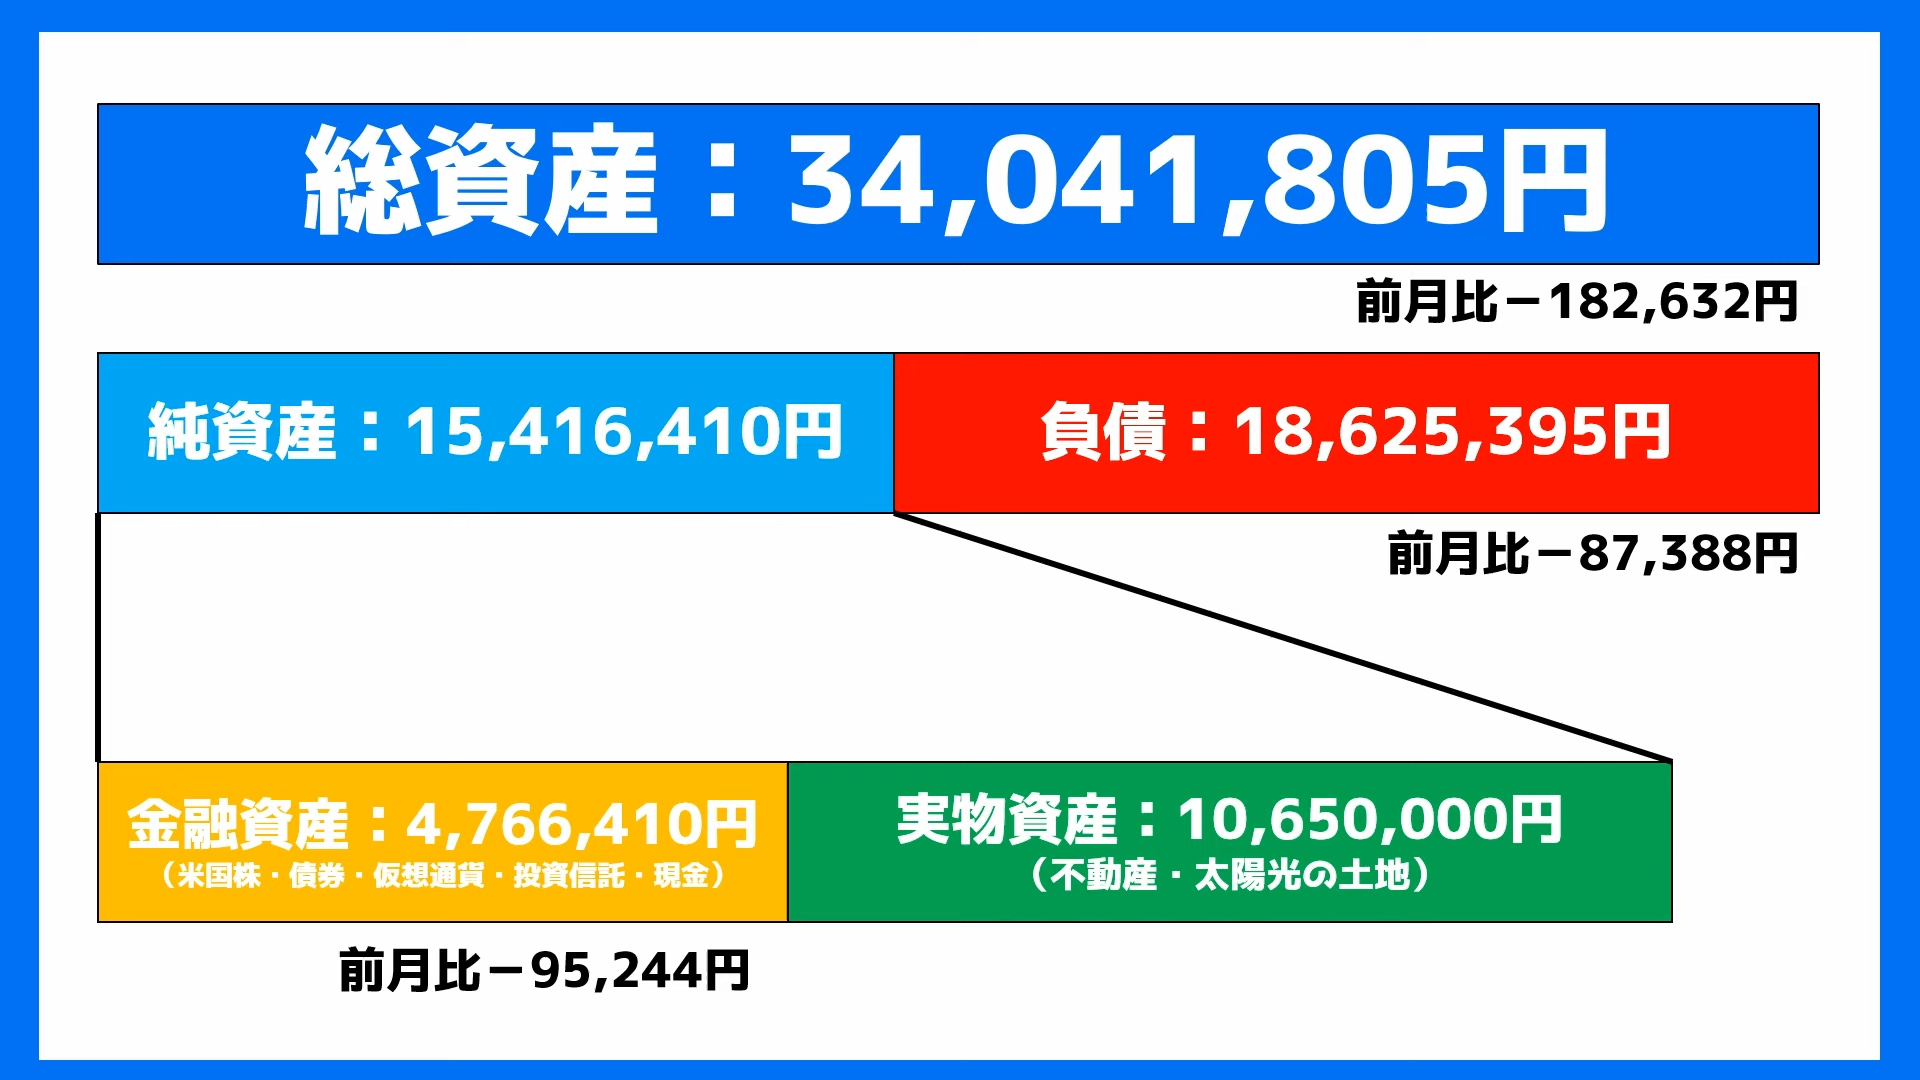 総資産：34,041,805円
前月比－182,632円
純資産：15,416,410円
負債：18,625,395円
前月比－87,388円
金融資産：4,766,410円
（米国株・債券・仮想通貨・投資信託・現金）
実物資産：10,650,000円
（不動産・太陽光の土地）
前月比－95,244円